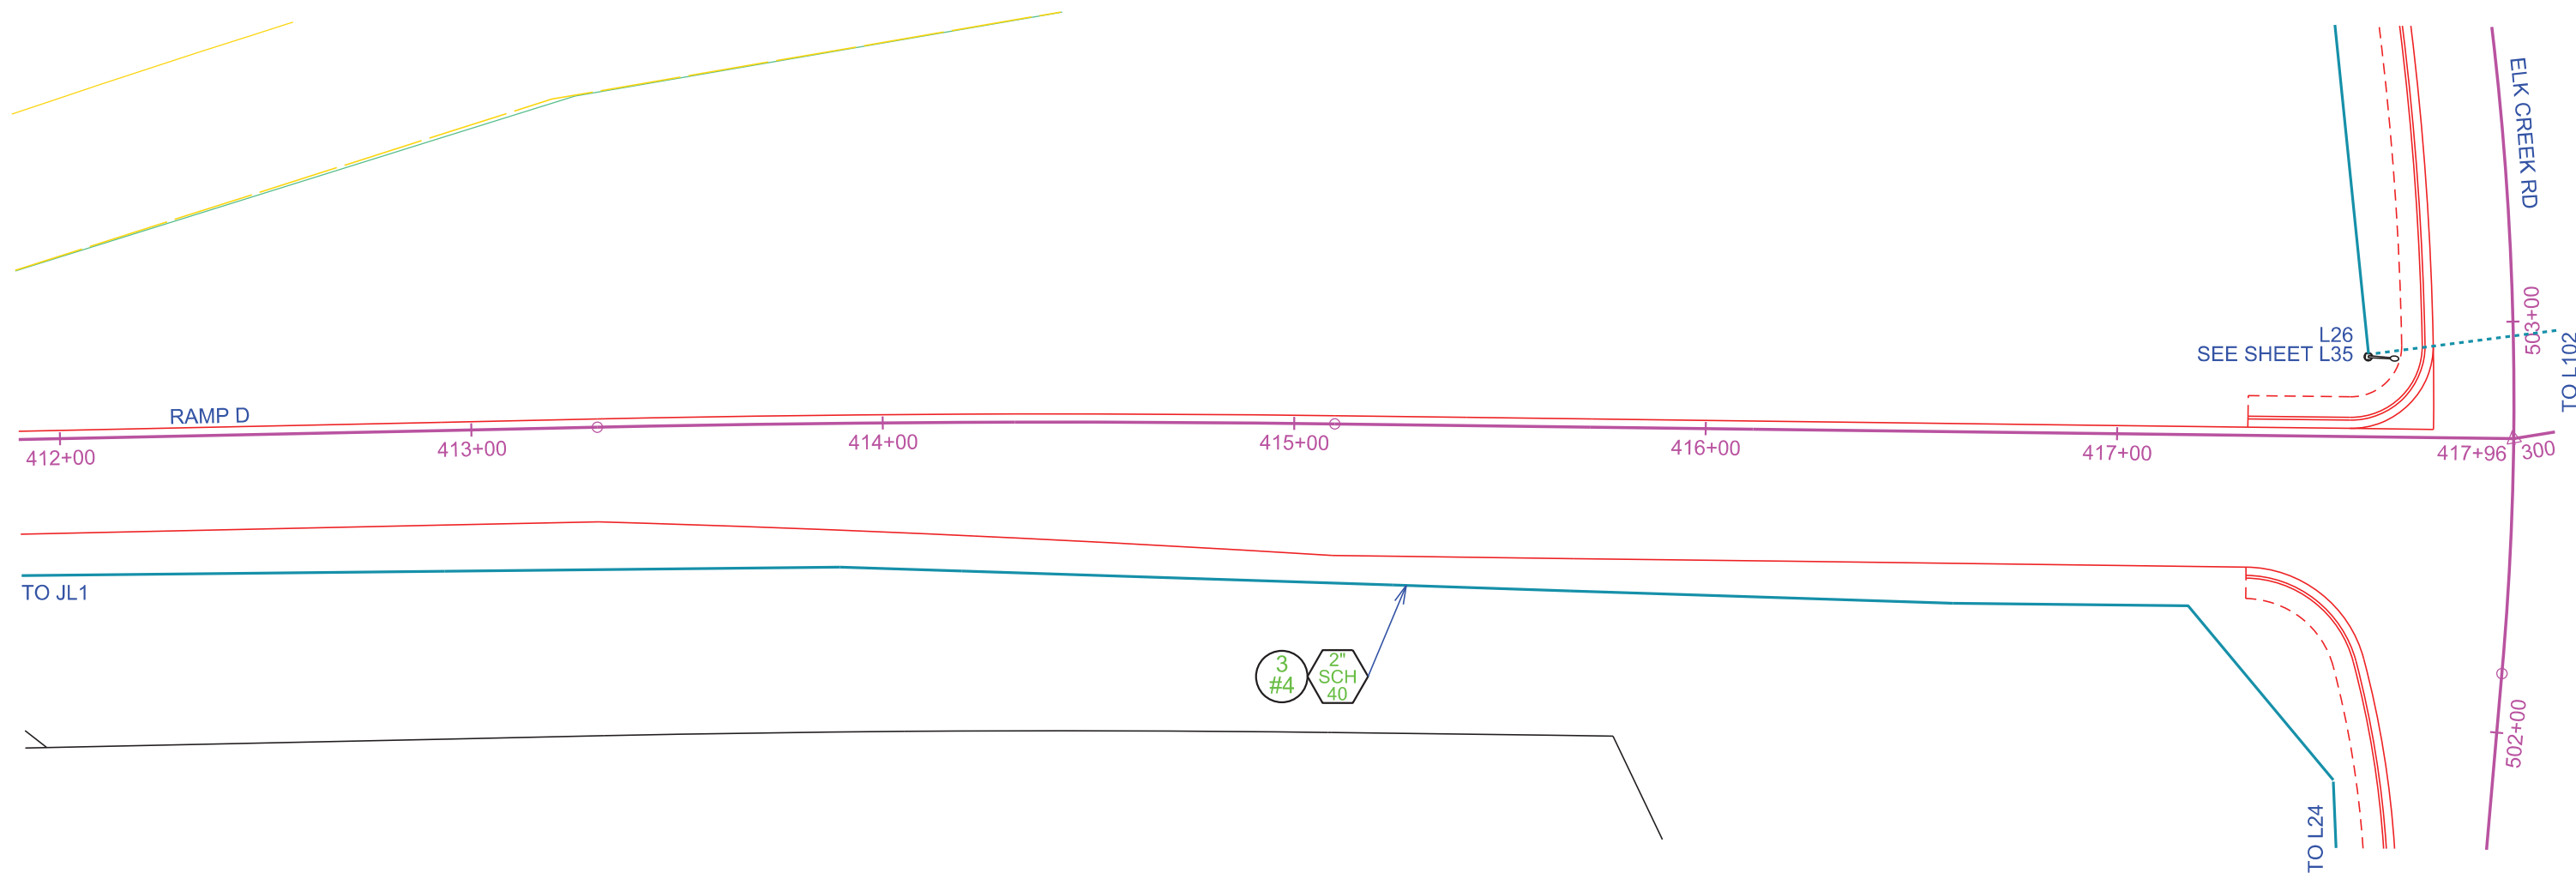 ELK CREEK RD
503+00
L26
SEE SHEET L35
TO L102
RAMP D
412+00
413+00
414+00
415+00
416+00
417+00
417+96
300
TO JL1
3
#4
2"
SCH
40
502+00
TO L24